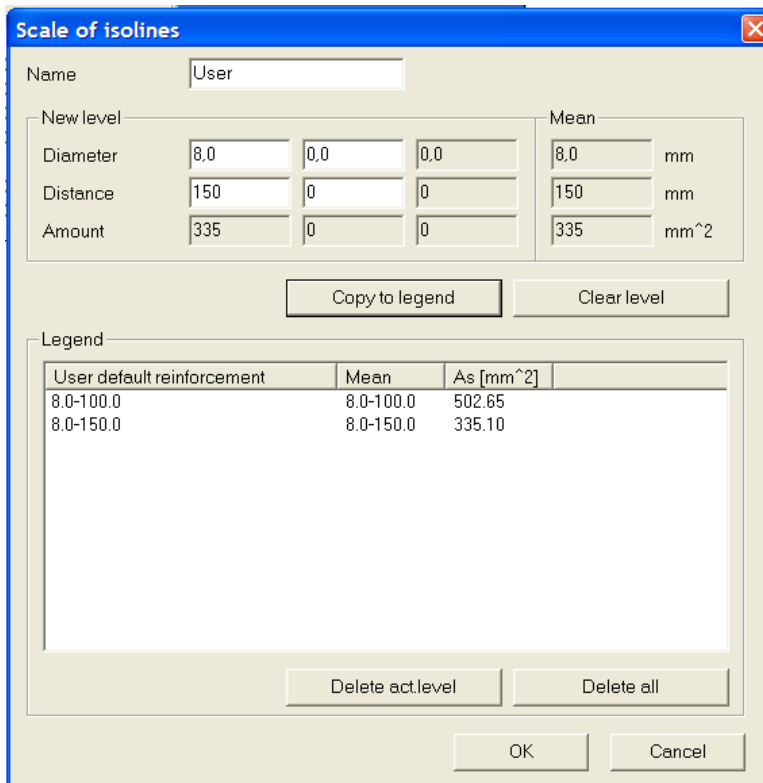 Scale of isolines
Name User
New level Mean
Diameter 8,0 0,0 0,0 8,0 mm
Distance 150 0 0 150 mm
Amount 335 0 0 335 mm^2
Copy to legend Clear level
Legend
User default reinforcement Mean As [mm^2]
8.0-100.0 8.0-100.0 502.65
8.0-150.0 8.0-150.0 335.10
Delete act.level Delete all
OK Cancel